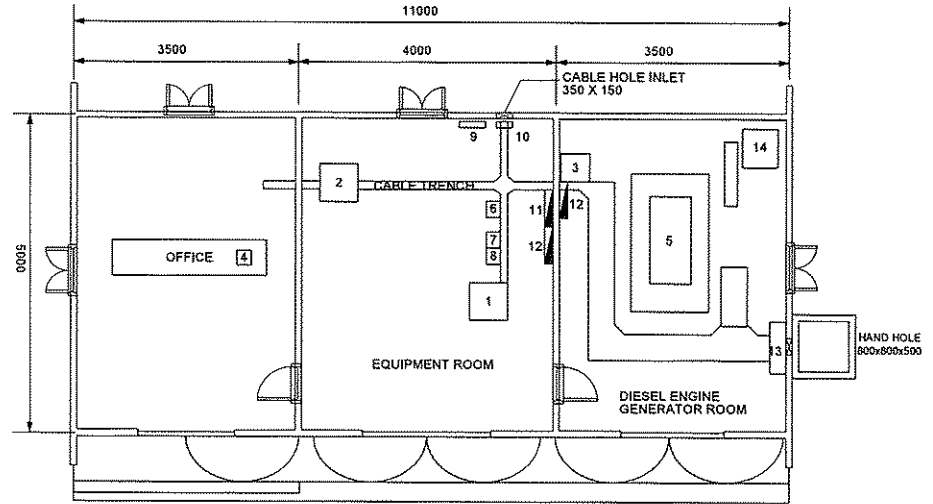 11000
3500
4000
3500
CABLE HOLE INLET
350 X 150
9
10
14
3
2
CABLE TRENCH
6
11
12
5000
5
7
12
OFFICE
4
8
1
HAND HOLE
800x800x500
13
EQUIPMENT ROOM
DIESEL ENGINE
GENERATOR ROOM